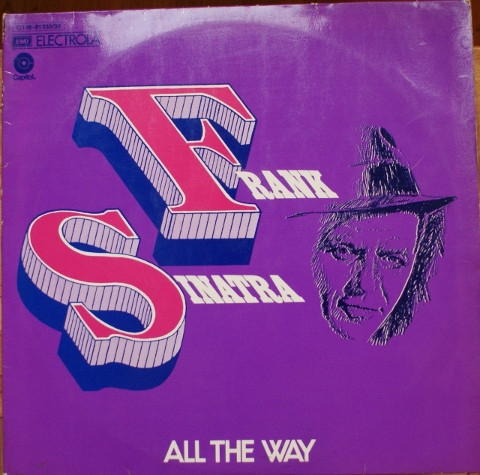 EMI ELECTROLA
Capitol
FRANK
SINATRA
ALL THE WAY